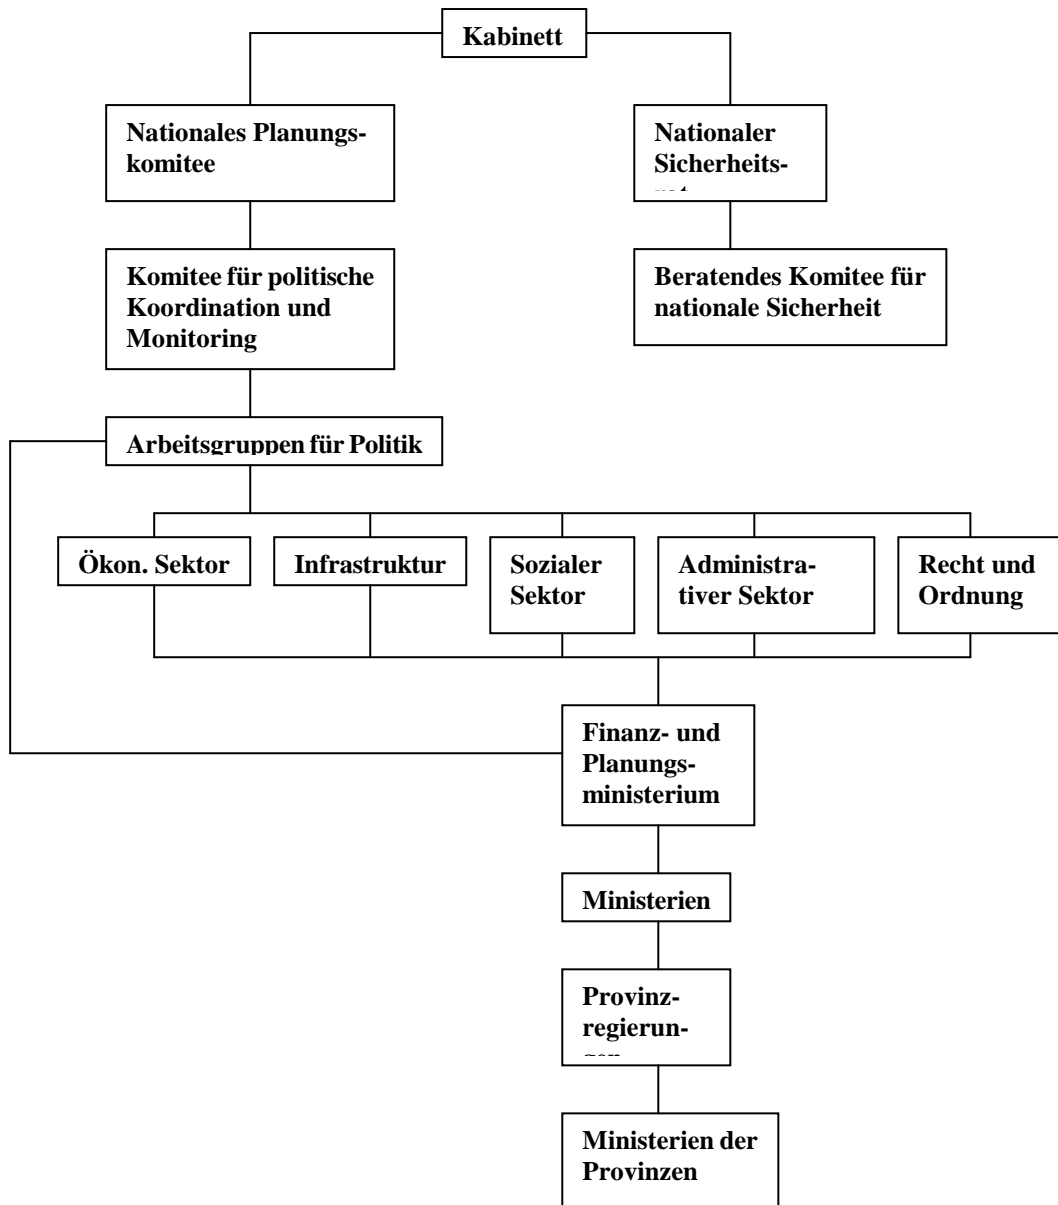 Kabinett
Nationales Planungs-
komitee
Nationaler
Sicherheits-
Komitee für politische
Koordination und
Monitoring
Beratendes Komitee für
nationale Sicherheit
Arbeitsgruppen für Politik
Ökon. Sektor
Infrastruktur
Sozialer
Sektor
Administra-
tiver Sektor
Recht und
Ordnung
Finanz- und
Planungs-
ministerium
Ministerien
Provinz-
regierun-
Ministerien der
Provinzen